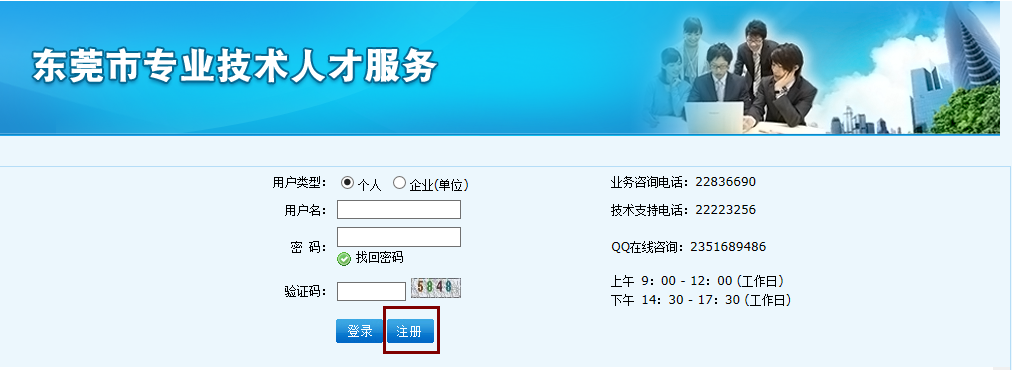 东莞市专业技术人才服务
用户类型： 个人 企业(单位)
用户名：
密 码：
找回密码
验证码： 5848
登录 注册
业务咨询电话：22836690
技术支持电话：22223256
QQ在线咨询：2351689486
上午 9：00 - 12：00 (工作日)
下午 14：30 - 17：30 (工作日)